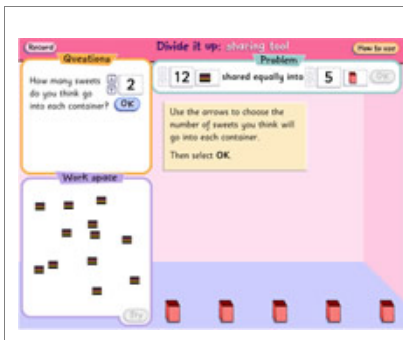 Record
Divide it up: sharing tool
How to use
Questions
How many sweets
do you think go
into each container?
2
OK
Problem
12 shared equally into 5 OK
Use the arrows to choose the
number of sweets you think will
go into each container.
Then select OK.
Work space
Try